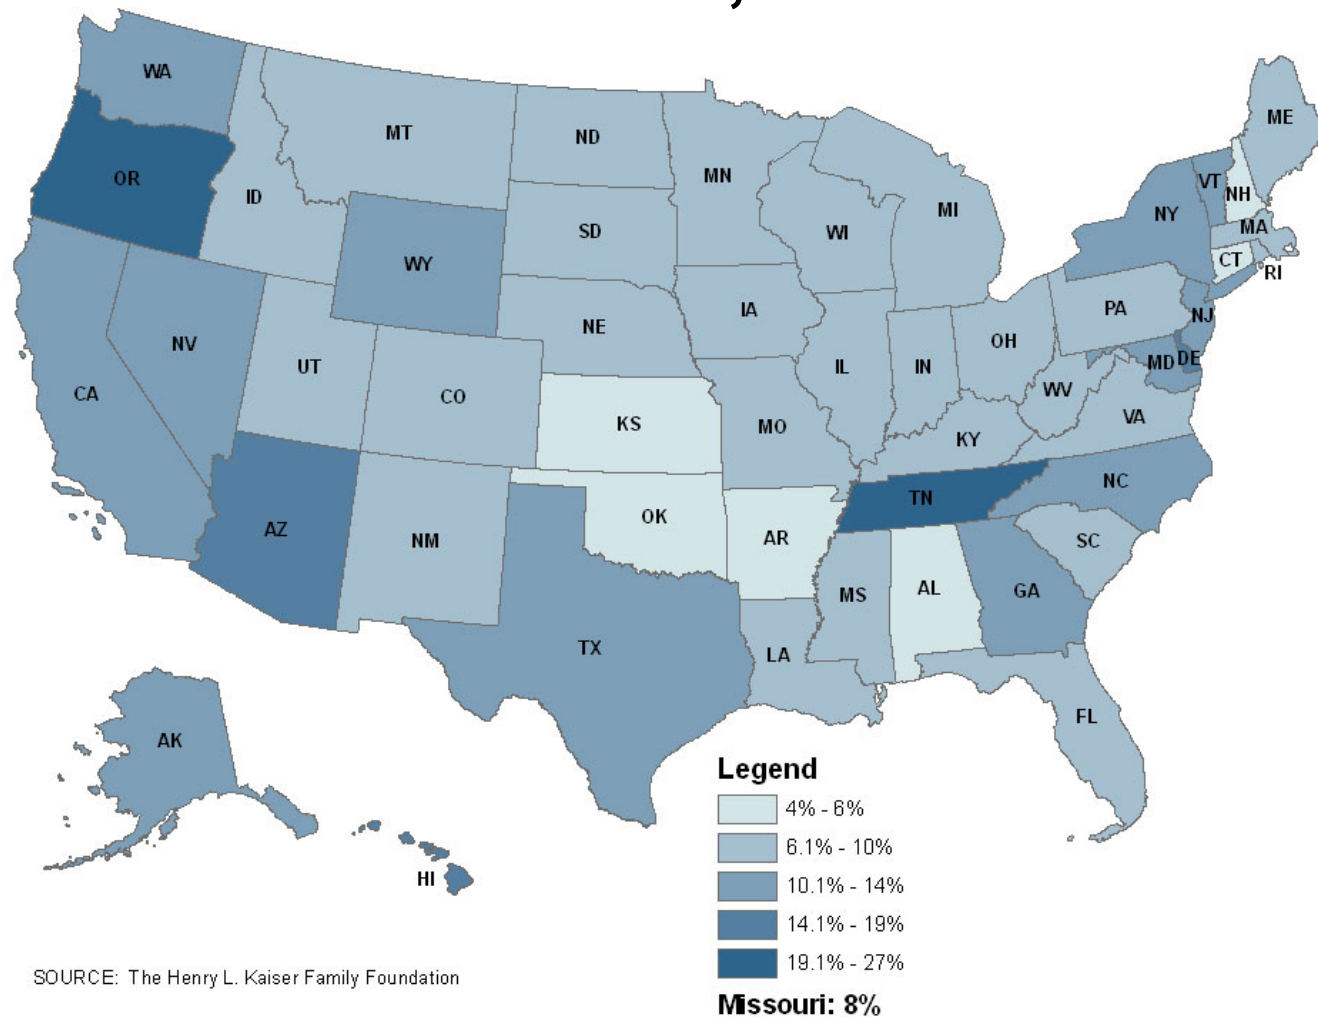 WA
MT
ND
MN
ME
OR
ID
SD
WI
MI
VT
NH
NY
MA
WY
CT
RI
NE
IA
PA
NJ
NV
UT
CO
IL
IN
OH
MD
DE
CA
WV
VA
KS
MO
KY
NC
AZ
NM
OK
AR
TN
SC
TX
LA
MS
AL
GA
FL
AK
HI
Legend
4% - 6%
6.1% - 10%
10.1% - 14%
14.1% - 19%
19.1% - 27%
SOURCE: The Henry L. Kaiser Family Foundation
Missouri: 8%